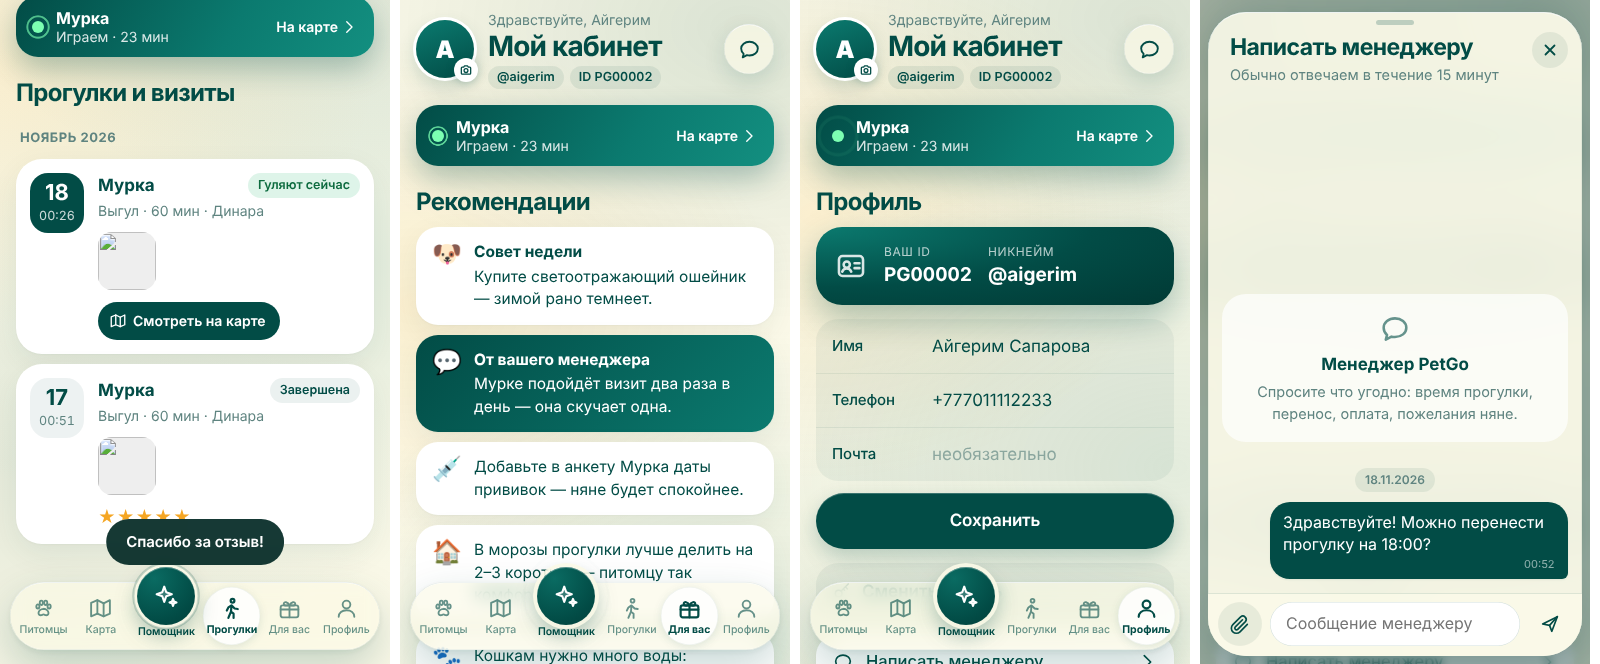 Мурка
Играем · 23 мин
На карте
Прогулки и визиты
НОЯБРЬ 2026
18
00:26
Мурка
Гуляют сейчас
Выгул · 60 мин · Динара
Смотреть на карте
17
00:51
Мурка
Завершена
Выгул · 60 мин · Динара
Спасибо за отзыв!
Питомцы
Карта
Помощник
Прогулки
Для вас
Профиль
Здравствуйте, Айгерим
A
Мой кабинет
@aigerim
ID PG00002
Мурка
Играем · 23 мин
На карте
Рекомендации
Совет недели
Купите светоотражающий ошейник
— зимой рано темнеет.
От вашего менеджера
Мурке подойдёт визит два раза в
день — она скучает одна.
Добавьте в анкету Мурка даты
прививок — няне будет спокойнее.
В морозы прогулки лучше делить на
2–3 - питомцу так
Питомцы
Карта
Помощник
Прогулки
Для вас
Профиль
Кошкам нужно много воды:
Здравствуйте, Айгерим
A
Мой кабинет
@aigerim
ID PG00002
Мурка
Играем · 23 мин
На карте
Профиль
ВАШ ID
НИКНЕЙМ
PG00002
@aigerim
Имя
Айгерим Сапарова
Телефон
+777011112233
Почта
необязательно
Сохранить
Питомцы
Карта
Помощник
Прогулки
Для вас
Профиль
Написать менеджеру
Написать менеджеру
Обычно отвечаем в течение 15 минут
Менеджер PetGo
Спросите что угодно: время прогулки,
перенос, оплата, пожелания няне.
18.11.2026
Здравствуйте! Можно перенести
прогулку на 18:00?
00:52
Сообщение менеджеру